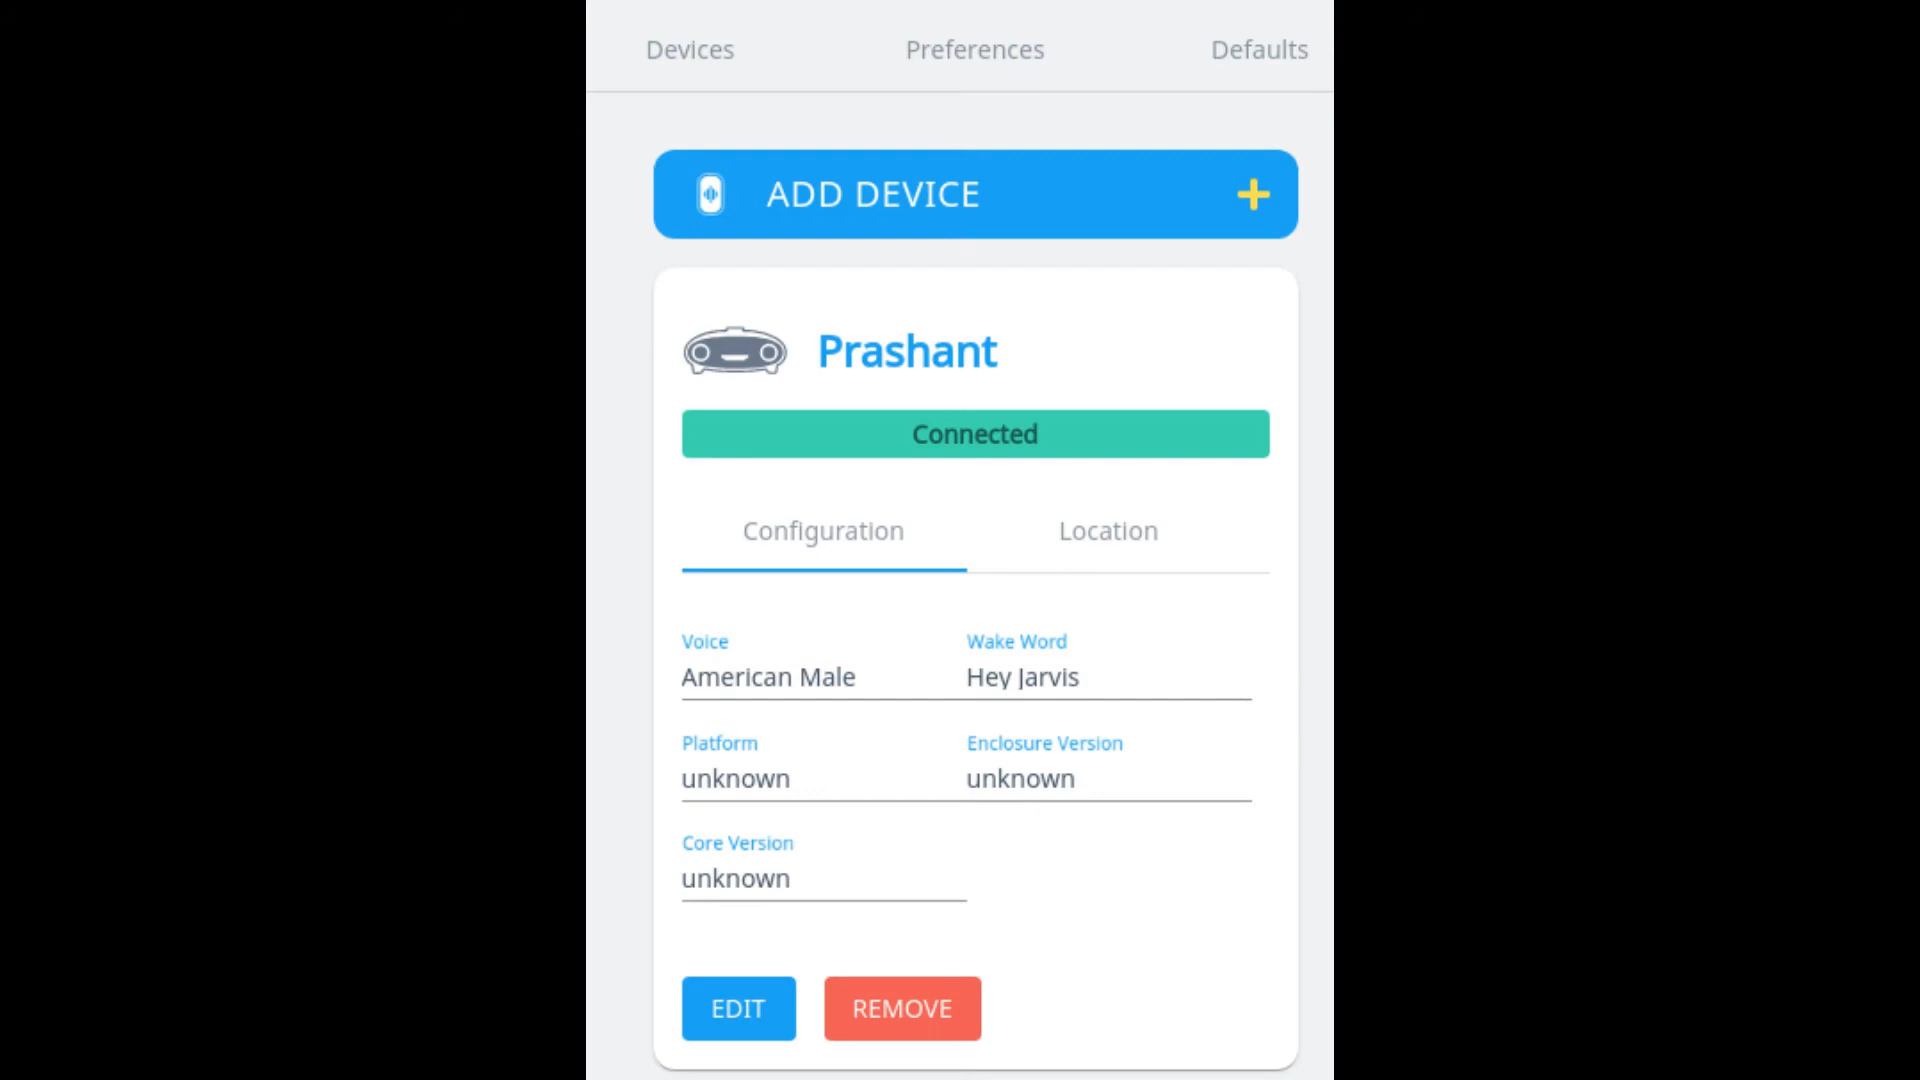 Devices Preferences Defaults
ADD DEVICE
Prashant
Connected
Configuration Location
Voice Wake Word
American Male Hey Jarvis
Platform Enclosure Version
unknown unknown
Core Version
unknown
EDIT REMOVE